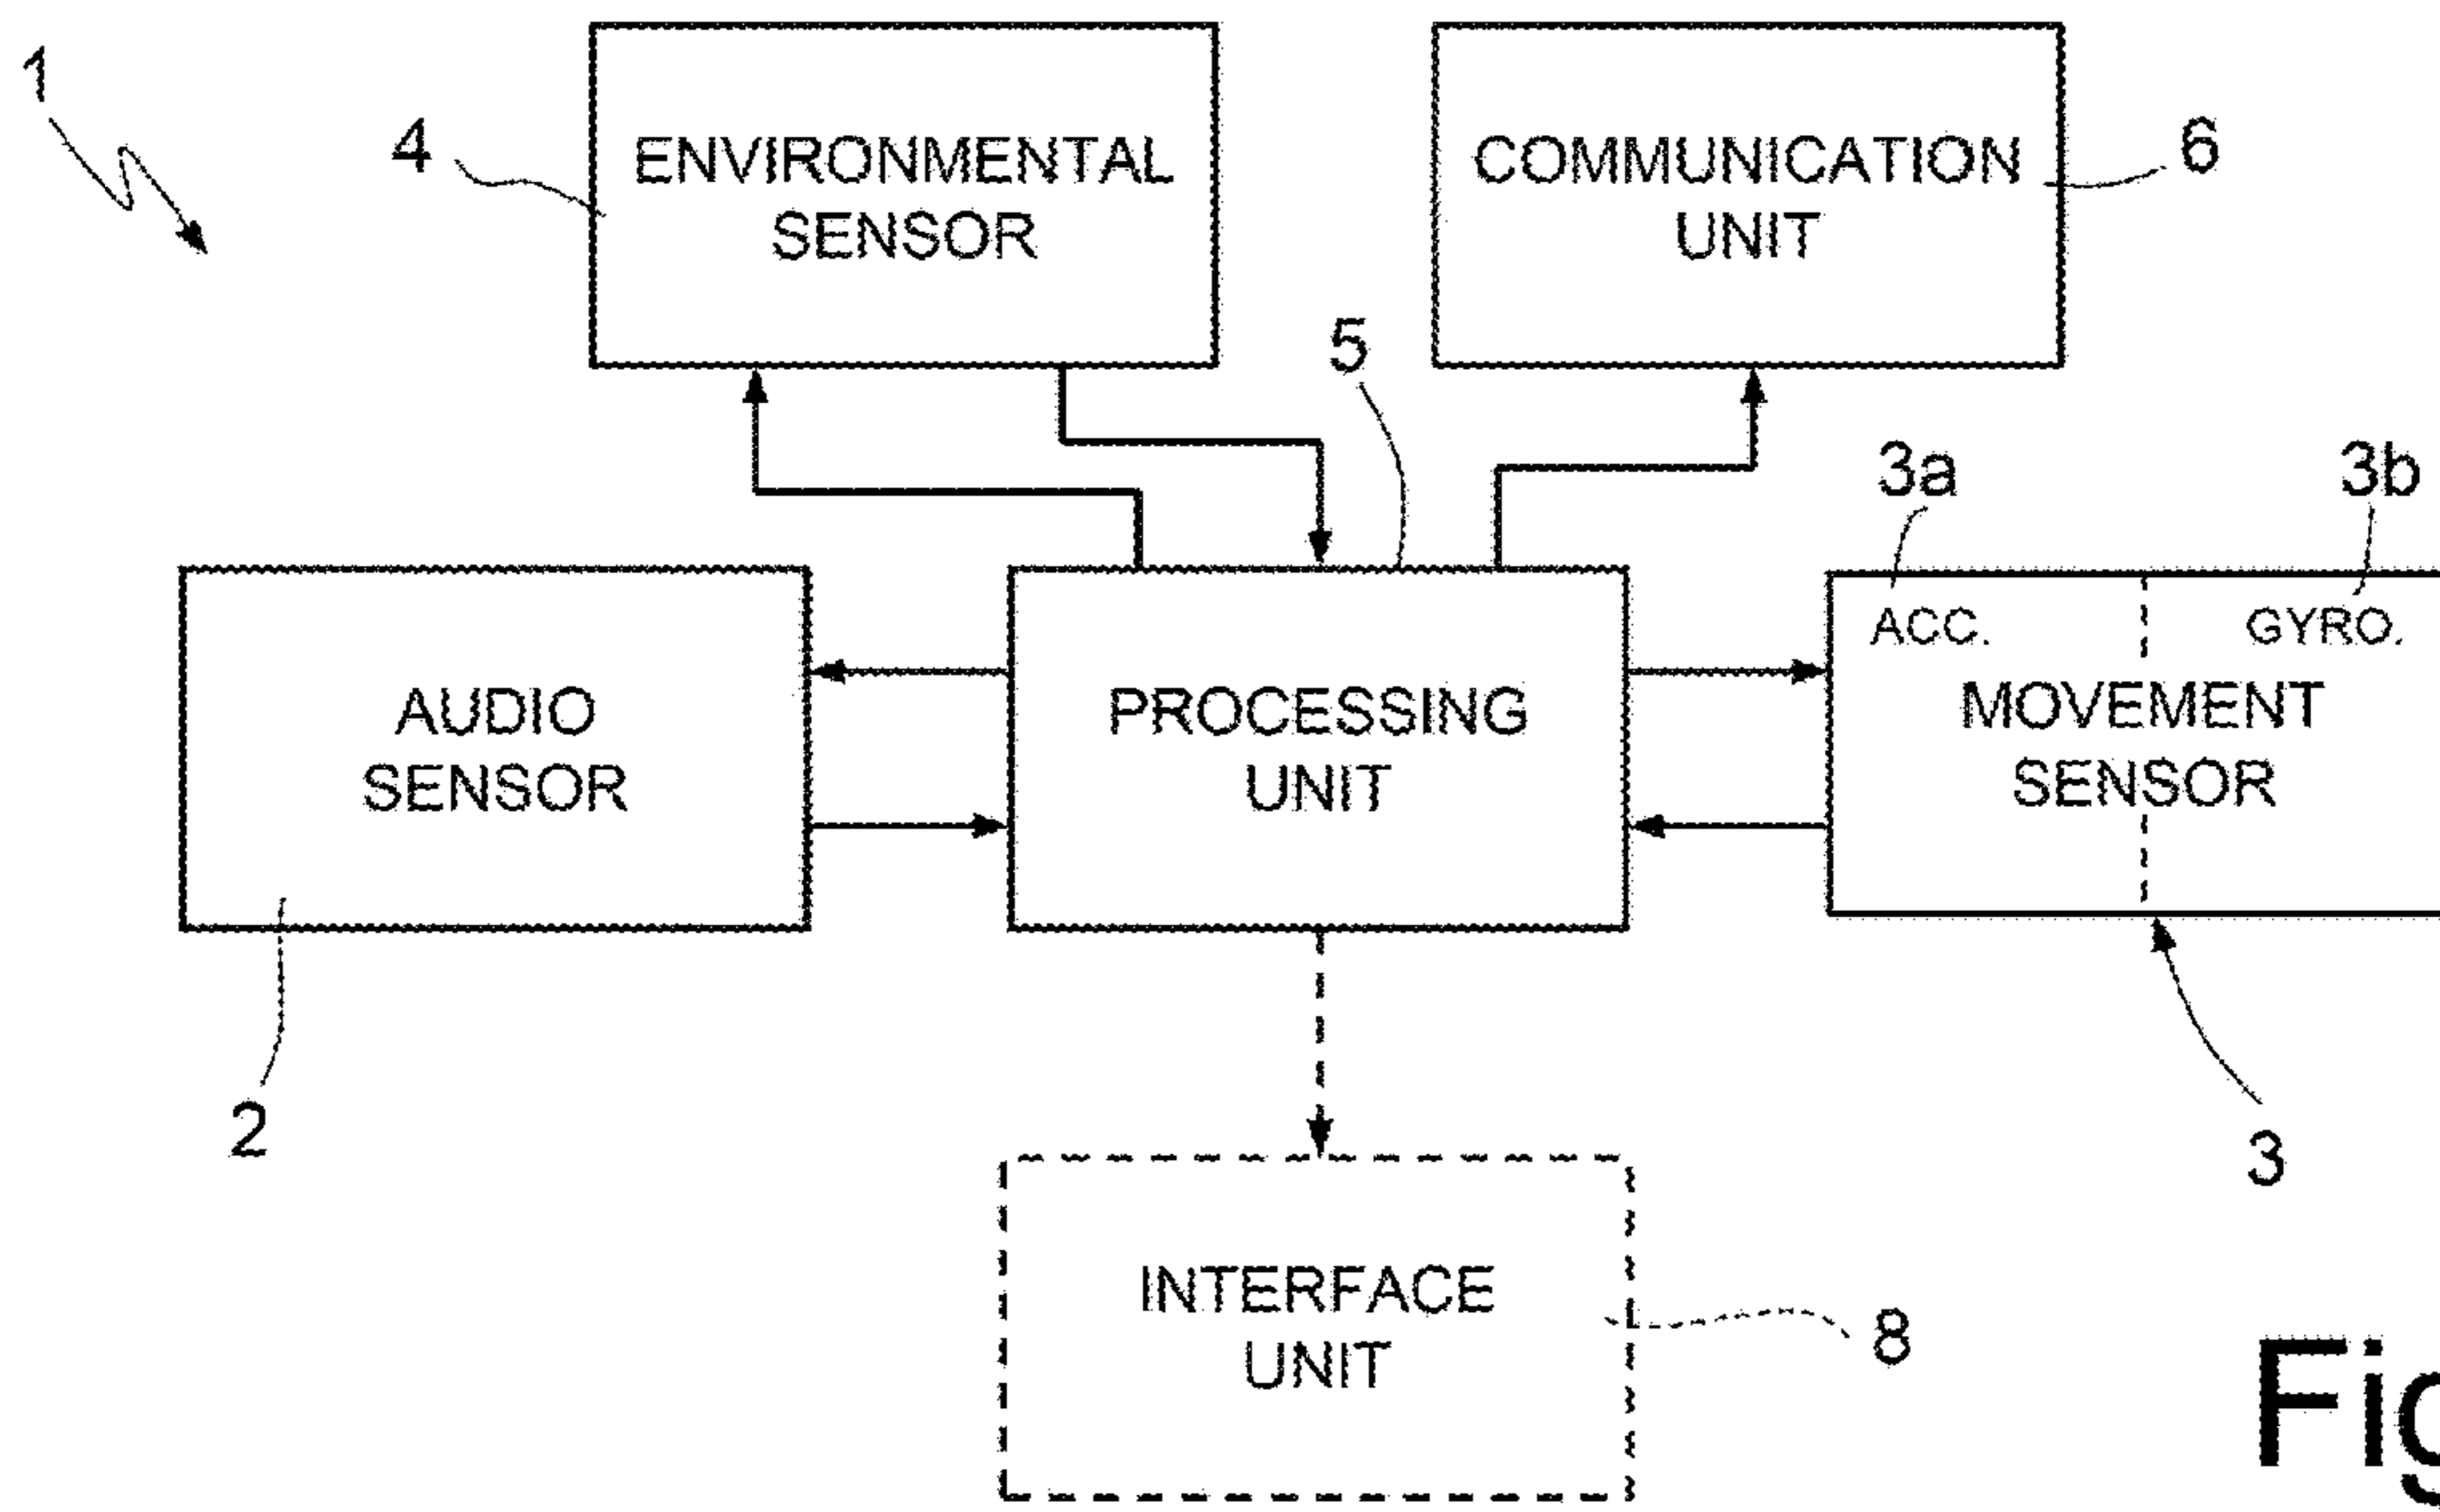 1
4
ENVIRONMENTAL
SENSOR
COMMUNICATION
UNIT
6
5
3a
3b
ACC.
GYRO.
AUDIO
SENSOR
PROCESSING
UNIT
MOVEMENT
SENSOR
2
3
INTERFACE
UNIT
8
Fig